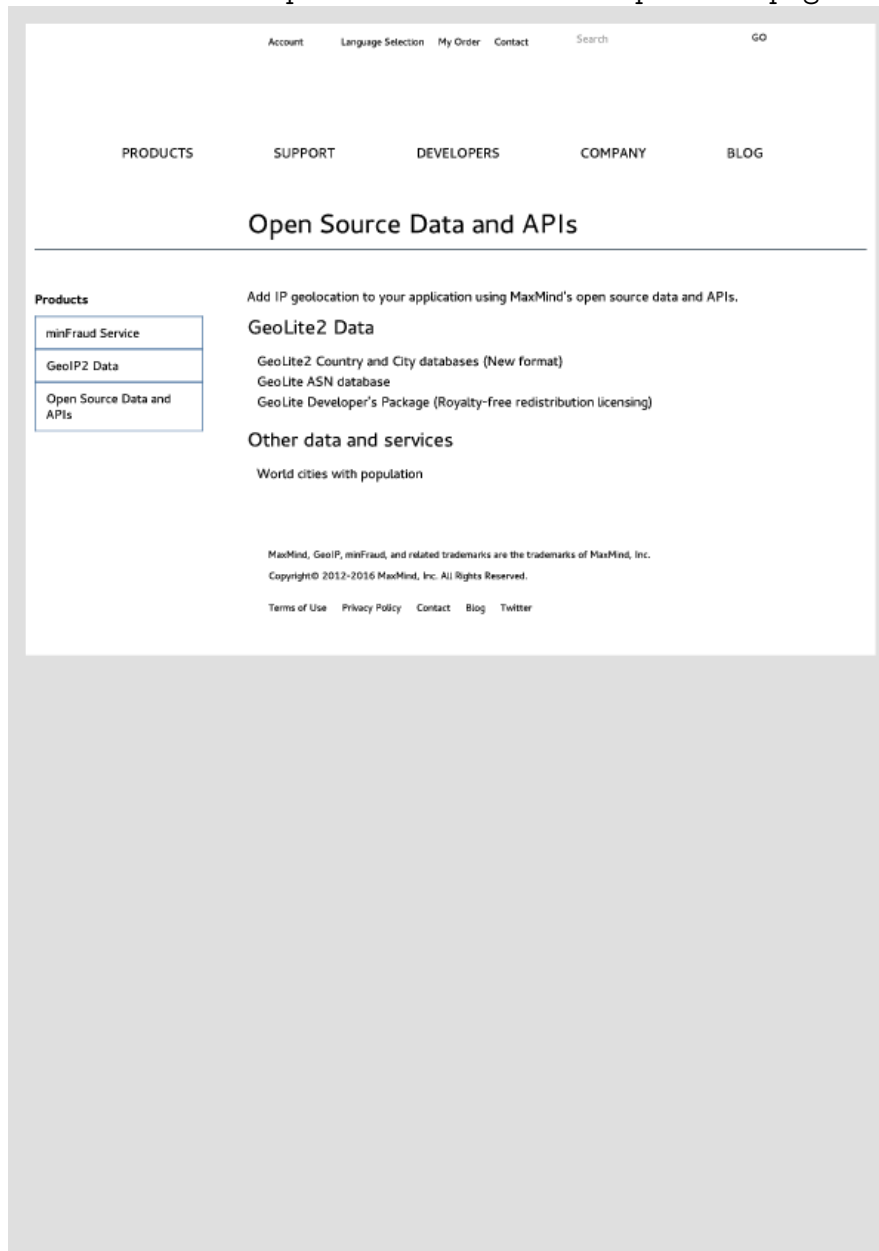 Account Language Selection My Order Contact Search GO
PRODUCTS SUPPORT DEVELOPERS COMPANY BLOG
Open Source Data and APIs
Products
minFraud Service
GeoIP2 Data
Open Source Data and
APIs
Add IP geolocation to your application using MaxMind's open source data and APIs.
GeoLite2 Data
GeoLite2 Country and City databases (New format)
GeoLite ASN database
GeoLite Developer's Package (Royalty-free redistribution licensing)
Other data and services
World cities with population
MaxMind, GeoIP, minFraud, and related trademarks are the trademarks of MaxMind, Inc.
Copyright© 2012-2016 MaxMind, Inc. All Rights Reserved.
Terms of Use Privacy Policy Contact Blog Twitter